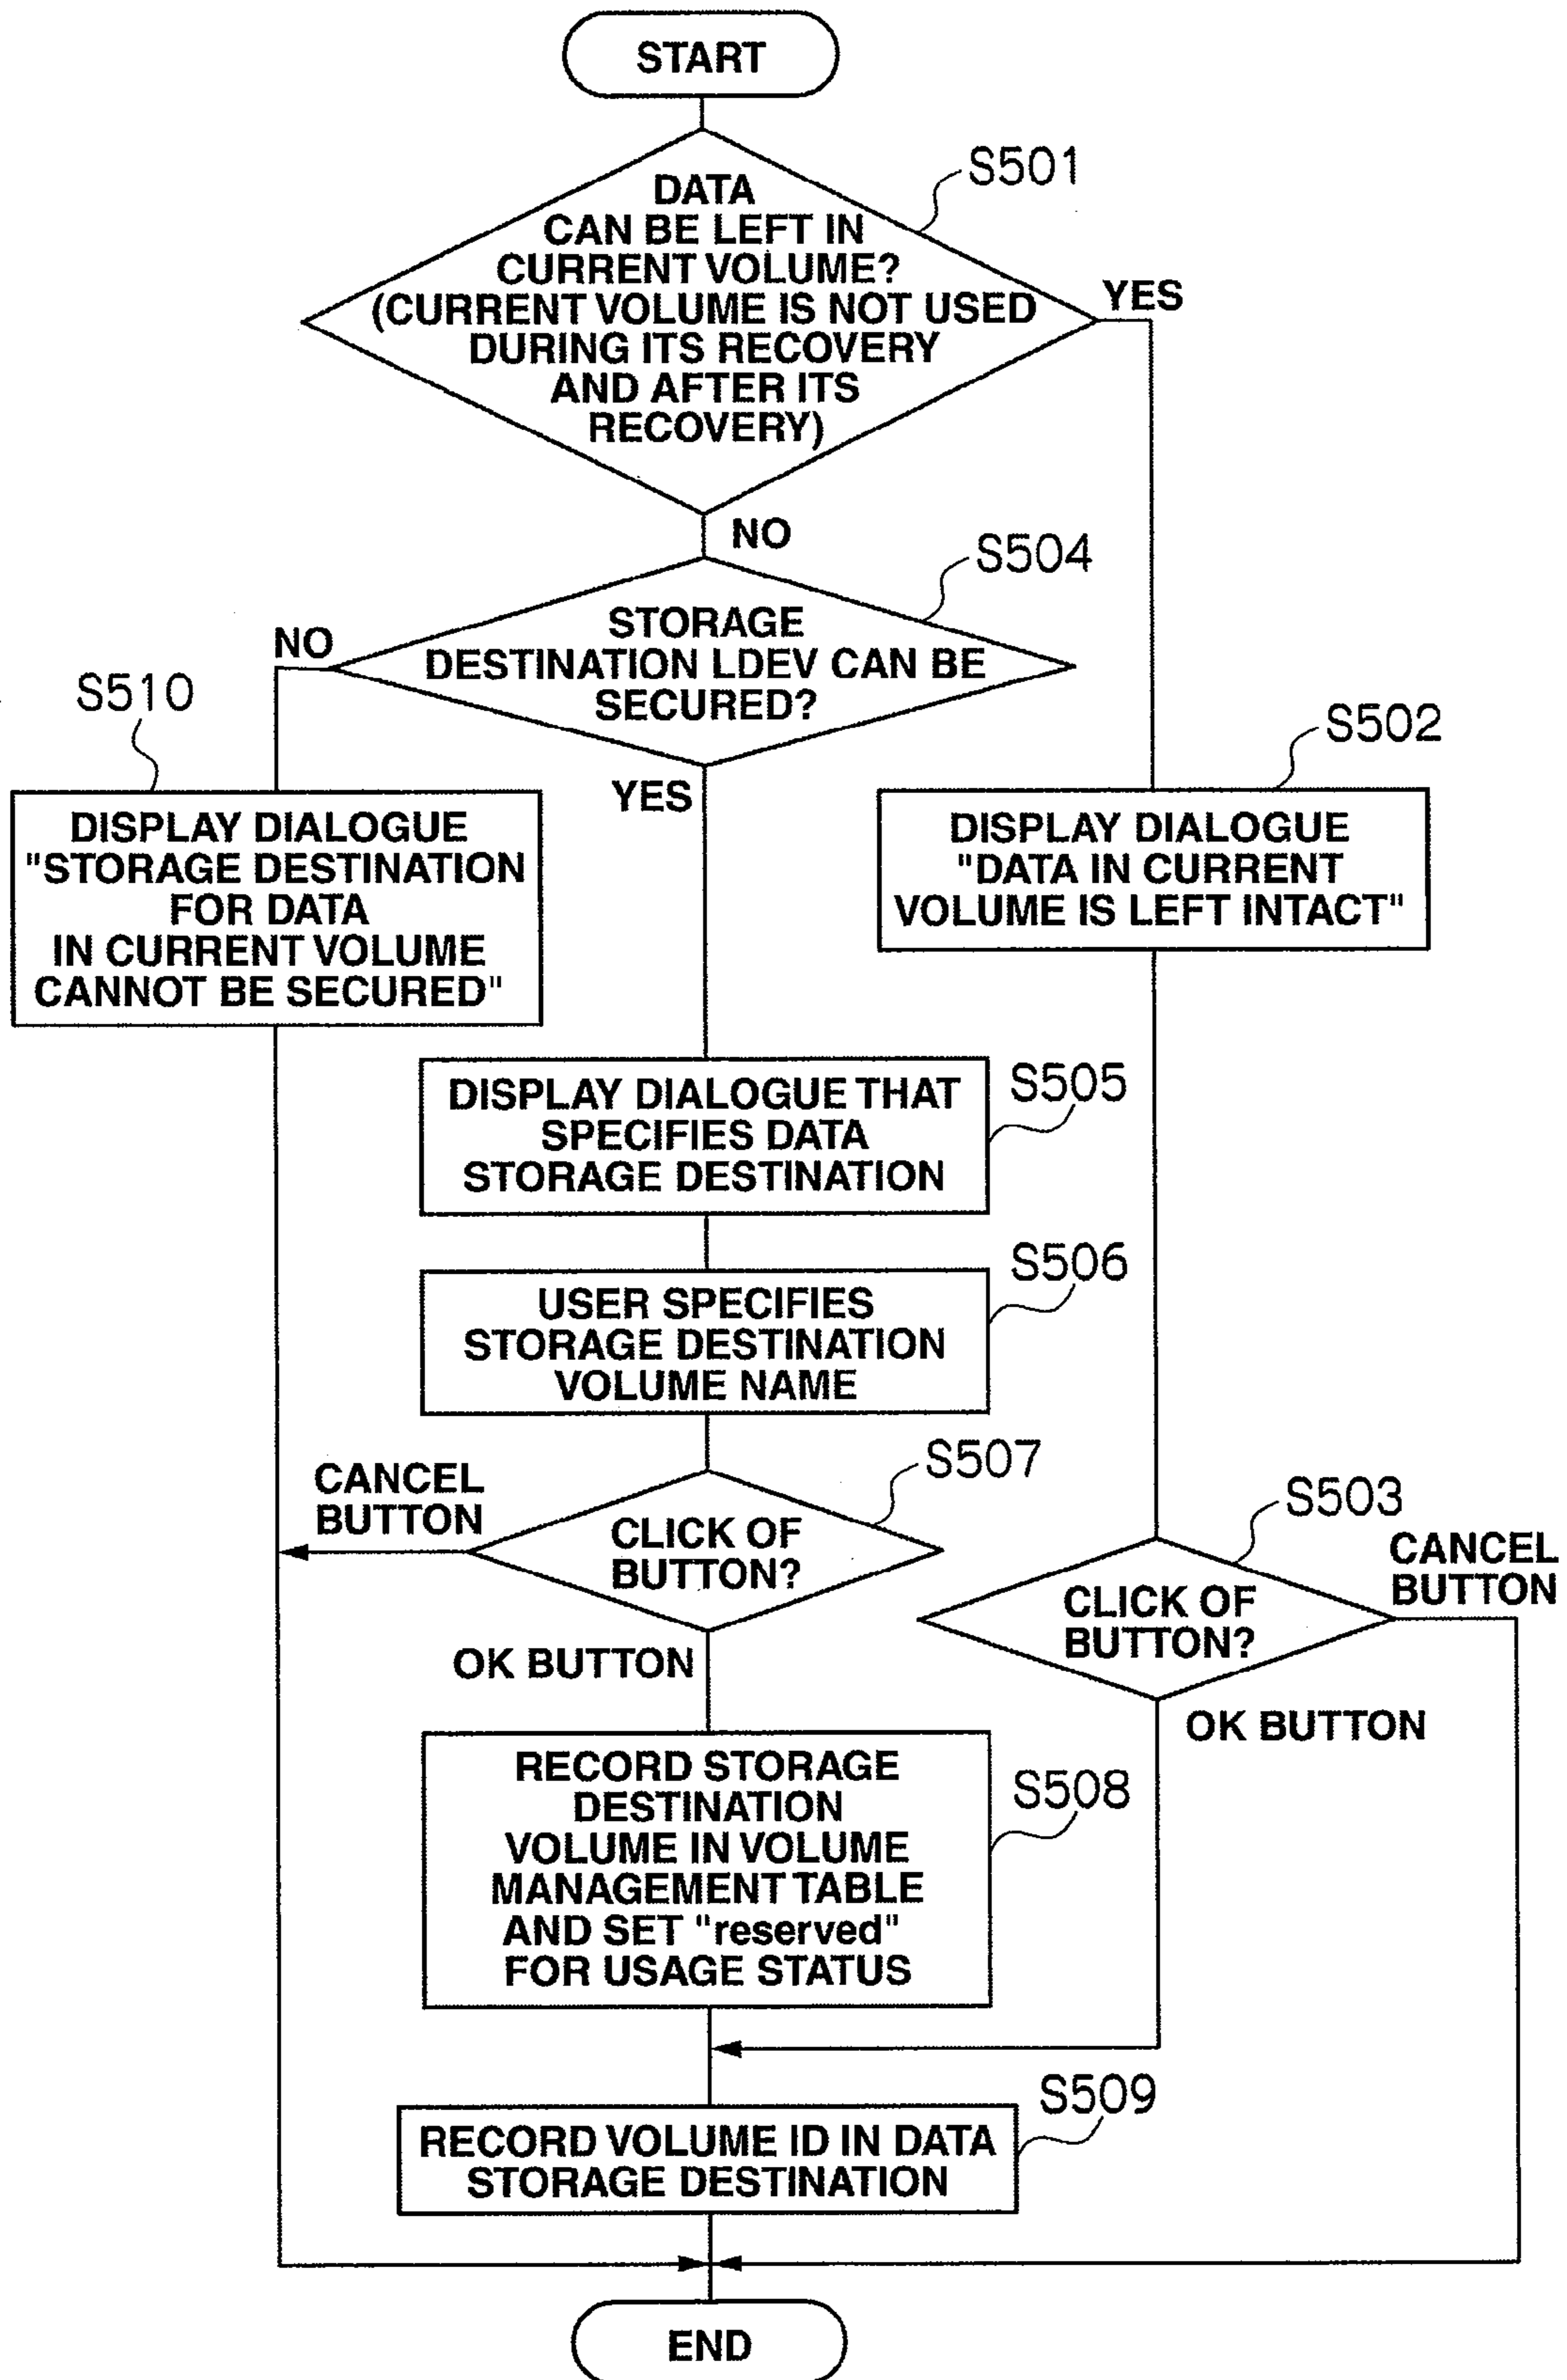 START
S501
DATA
CAN BE LEFT IN
CURRENT VOLUME?
(CURRENT VOLUME IS NOT USED
DURING ITS RECOVERY
AND AFTER ITS
RECOVERY)
YES
NO
S504
STORAGE
DESTINATION LDEV CAN BE
SECURED?
NO
YES
S510
DISPLAY DIALOGUE
"STORAGE DESTINATION
FOR DATA
IN CURRENT VOLUME
CANNOT BE SECURED"
S502
DISPLAY DIALOGUE
"DATA IN CURRENT
VOLUME IS LEFT INTACT"
S505
DISPLAY DIALOGUE THAT
SPECIFIES DATA
STORAGE DESTINATION
S506
USER SPECIFIES
STORAGE DESTINATION
VOLUME NAME
S507
CANCEL
BUTTON
CLICK OF
BUTTON?
OK BUTTON
S503
CANCEL
BUTTON
CLICK OF
BUTTON?
OK BUTTON
S508
RECORD STORAGE
DESTINATION
VOLUME IN VOLUME
MANAGEMENT TABLE
AND SET "reserved"
FOR USAGE STATUS
S509
RECORD VOLUME ID IN DATA
STORAGE DESTINATION
END